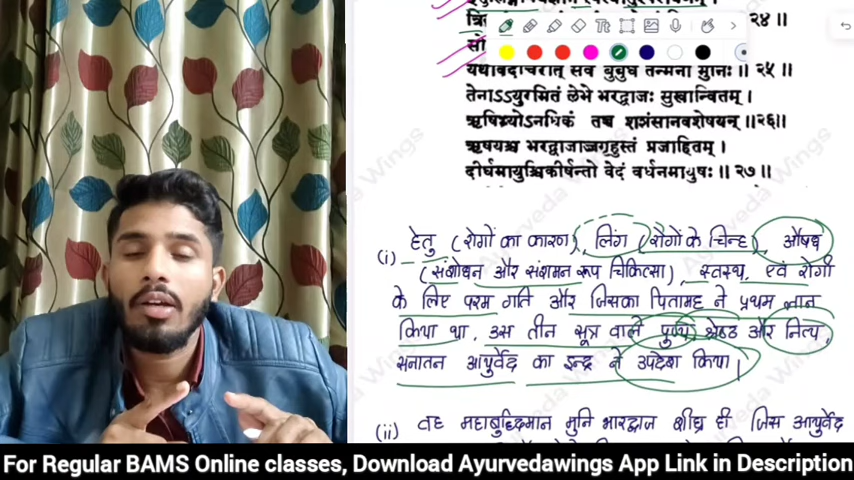 त्रि
२४ ॥
सौ
यथावदचिरात् सर्वं बुबुधे तन्मना मुनिः ॥ २५ ॥
तेनाऽऽयुरमितं लेभे भरद्वाजः सुखान्वितम् ।
ऋषिभ्योऽनधिकं तच्च शशंसानवशेषयन् ॥२६॥
ऋषयश्च भरद्वाजाज्जगृहुस्तं प्रजाहितम् ।
दीर्घमायुश्चिकीर्षन्तो वेदं वर्धनमायुषः ॥ २७ ॥
(i) हेतु (रोगों का कारण), लिंग (रोगों के चिन्ह), औषध
(संशोधन और संशमन रूप चिकित्सा), स्वस्थ, एवं रोगी
के लिए परम गति और जिसका पितामह ने प्रथम ज्ञान
किया था, उस तीन सूत्र वाले पुण्य श्रेष्ठ और नित्य,
सनातन आयुर्वेद का इन्द्र ने उपदेश किया।
(ii) वह महाबुद्धिमान मुनि भारद्वाज शीघ्र ही जिस आयुर्वेद
For Regular BAMS Online classes, Download Ayurvedawings App Link in Description